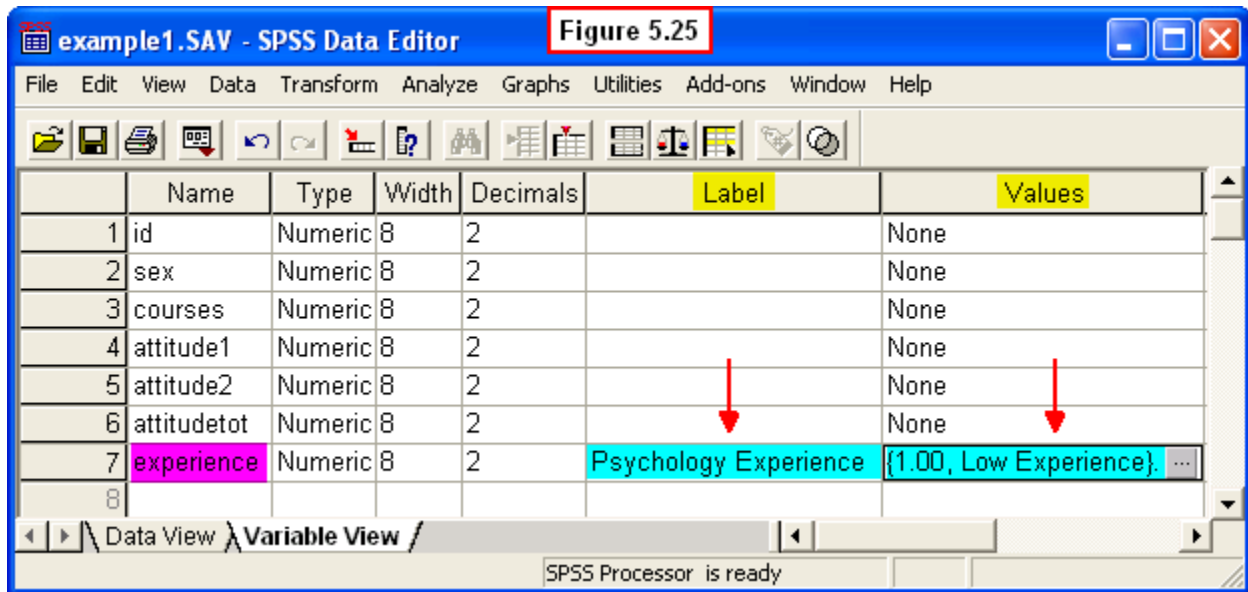 spss
example1.SAV - SPSS Data Editor
Figure 5.25
File Edit View Data Transform Analyze Graphs Utilities Add-ons Window Help
Name Type Width Decimals Label Values
1 id Numeric 8 2 None
2 sex Numeric 8 2 None
3 courses Numeric 8 2 None
4 attitude1 Numeric 8 2 None
5 attitude2 Numeric 8 2 None
6 attitudetot Numeric 8 2 None
7 experience Numeric 8 2 Psychology Experience {1.00, Low Experience}. ...
8
Data View Variable View
SPSS Processor is ready